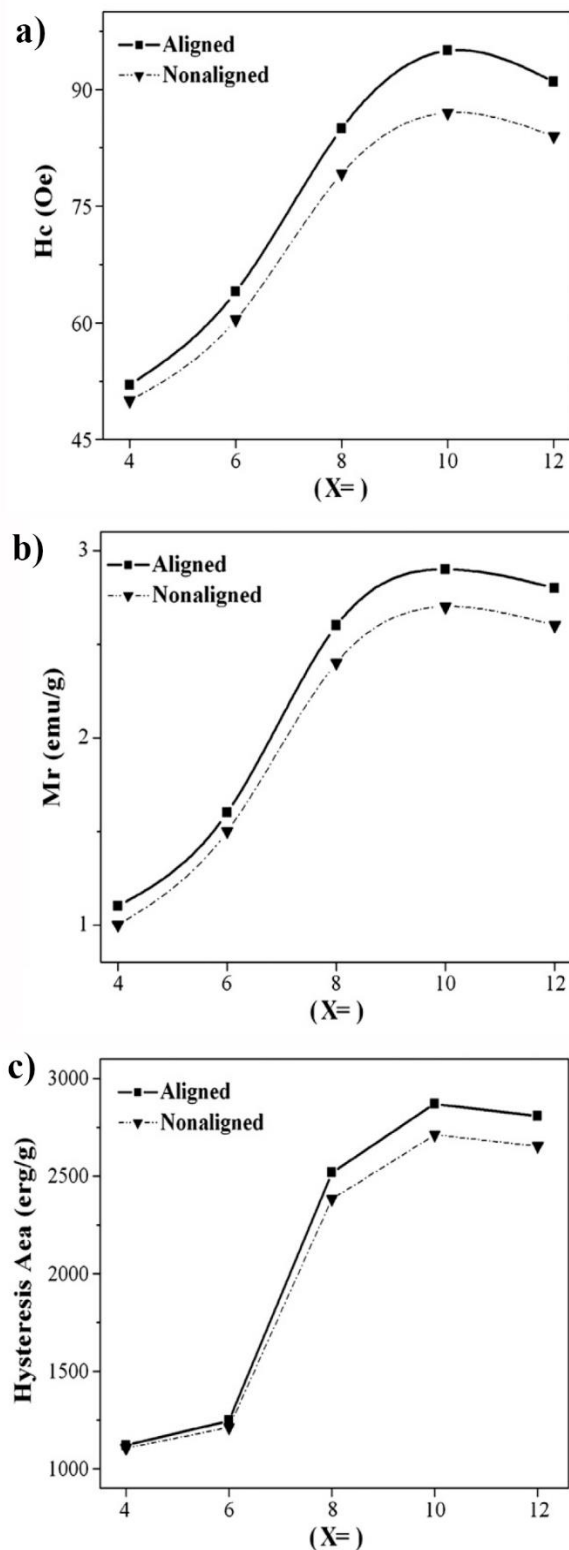 a)
Aligned
Nonaligned
90
75
60
45
Hc (Oe)
4 6 8 10 12
(X= )
b)
Aligned
Nonaligned
3
2
1
Mr (emu/g)
4 6 8 10 12
(X= )
c)
Aligned
Nonaligned
3000
2500
2000
1500
1000
Hysteresis Aea (erg/g)
4 6 8 10 12
(X= )